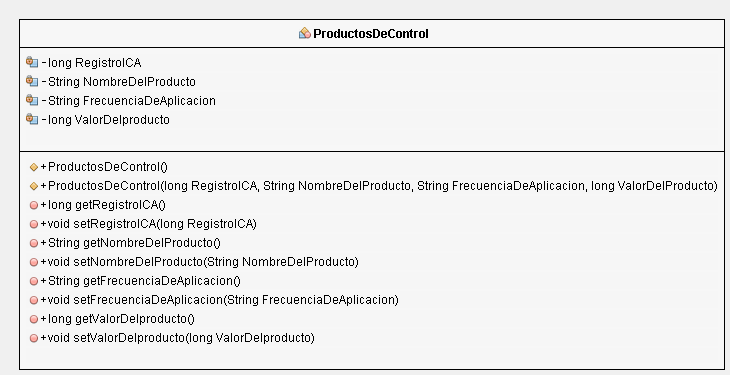 ProductosDeControl
- long RegistroICA
- String NombreDelProducto
- String FrecuenciaDeAplicacion
- long ValorDelproducto
+ ProductosDeControl()
+ ProductosDeControl(long RegistroICA, String NombreDelProducto, String FrecuenciaDeAplicacion, long ValorDelProducto)
+ long getRegistroICA()
+ void setRegistroICA(long RegistroICA)
+ String getNombreDelProducto()
+ void setNombreDelProducto(String NombreDelProducto)
+ String getFrecuenciaDeAplicacion()
+ void setFrecuenciaDeAplicacion(String FrecuenciaDeAplicacion)
+ long getValorDelproducto()
+ void setValorDelproducto(long ValorDelproducto)